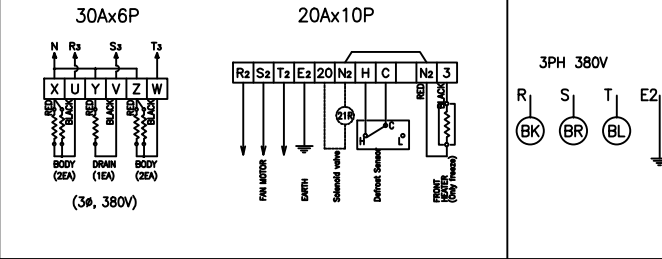 30Ax6P
N R3 S3 T3
X U Y V Z W
RED BLACK RED BLACK RED BLACK
BODY (2EA)
DRAIN (1EA)
BODY (2EA)
(3ø, 380V)
20Ax10P
R2 S2 T2 E2 20 N2 H C N2 3
RED BLACK
21R
H C L
FAN MOTOR
EARTH
Solenoid valve
Defrost Sensor
FRONT HEATER (Only freeze)
3PH 380V
R S T E2
BK BR BL